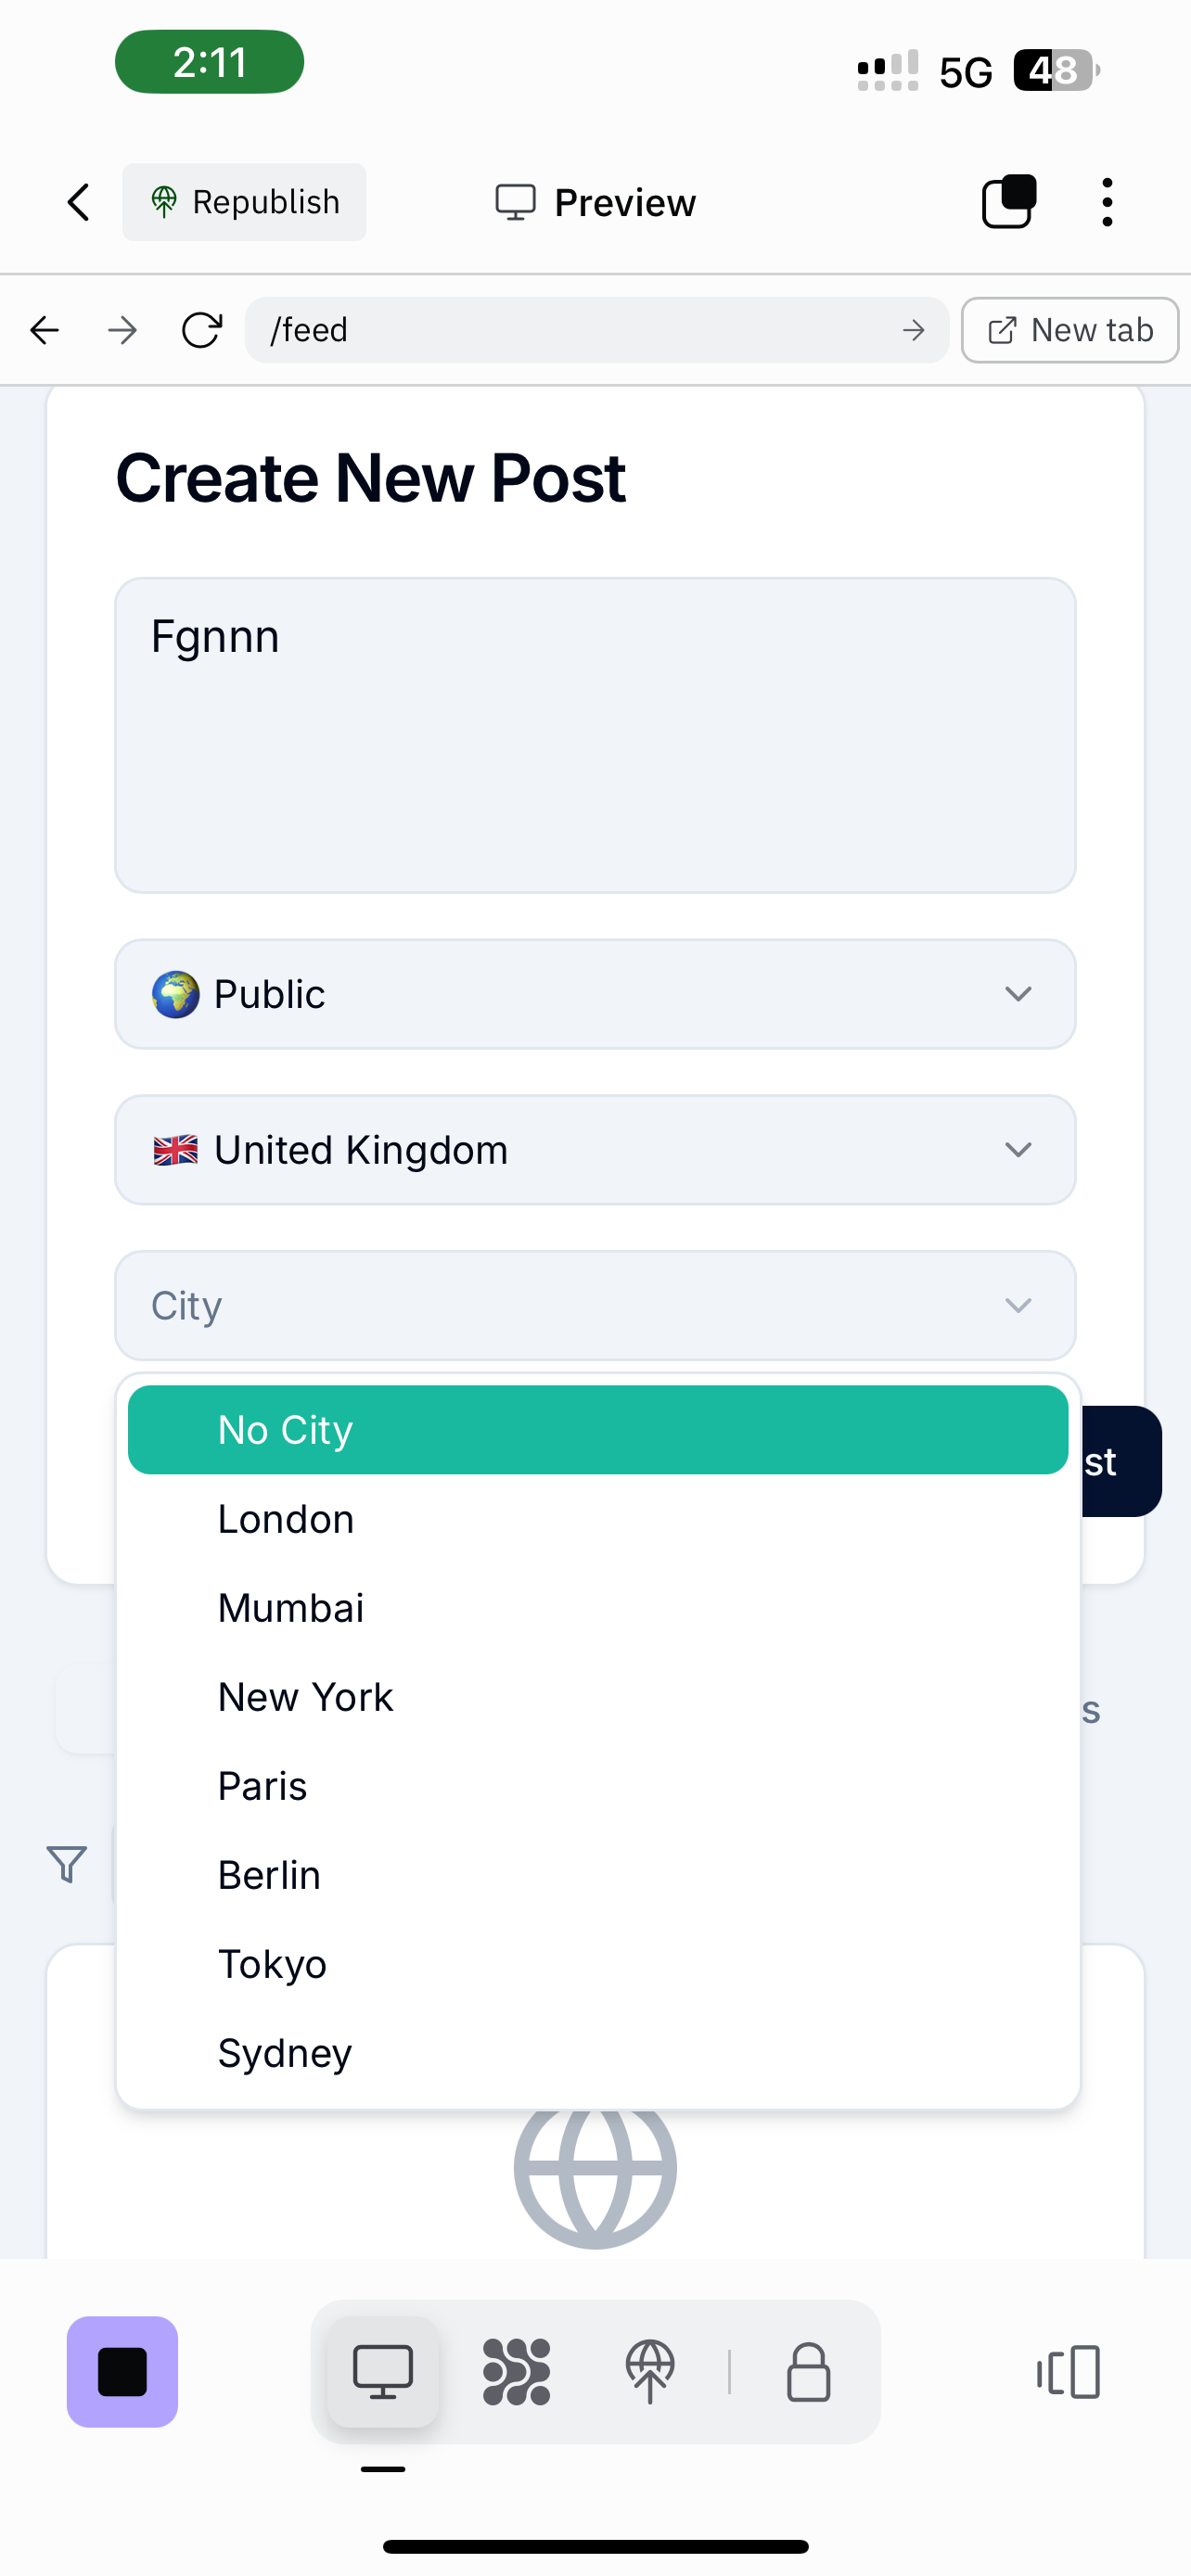 2:11
5G 48
Republish
Preview
/feed
New tab
Create New Post
Fgnnn
Public
United Kingdom
City
No City
st
London
Mumbai
New York
s
Paris
Berlin
Tokyo
Sydney